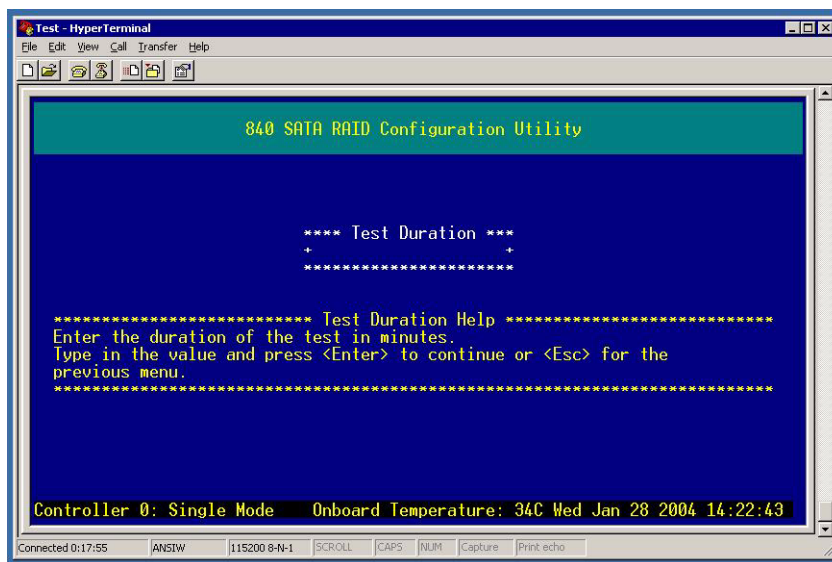 Test - HyperTerminal
File Edit View Call Transfer Help
840 SATA RAID Configuration Utility
**** Test Duration ***
+ +
**********************
*************************** Test Duration Help ****************************
Enter the duration of the test in minutes.
Type in the value and press <Enter> to continue or <Esc> for the
previous menu.
***************************************************************************
Controller 0: Single Mode Onboard Temperature: 34C Wed Jan 28 2004 14:22:43
Connected 0:17:55 ANSIW 115200 8-N-1 SCROLL CAPS NUM Capture Print echo